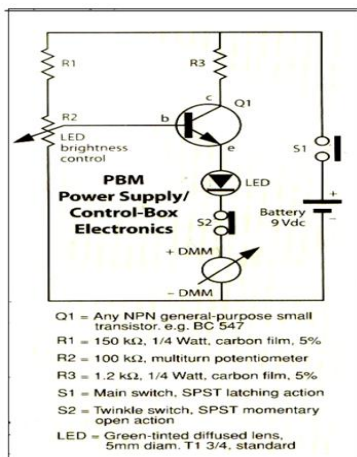 R1
R3
c
Q1
R2
b
LED
brightness
control
e
S1
PBM
Power Supply/
Control-Box
Electronics
LED
+
S2
Battery
9 Vdc
–
+ DMM
– DMM
Q1 = Any NPN general-purpose small
transistor. e.g. BC 547
R1 = 150 kΩ, 1/4 Watt, carbon film, 5%
R2 = 100 kΩ, multiturn potentiometer
R3 = 1.2 kΩ, 1/4 Watt, carbon film, 5%
S1 = Main switch, SPST latching action
S2 = Twinkle switch, SPST momentary
open action
LED = Green-tinted diffused lens,
5mm diam. T1 3/4, standard